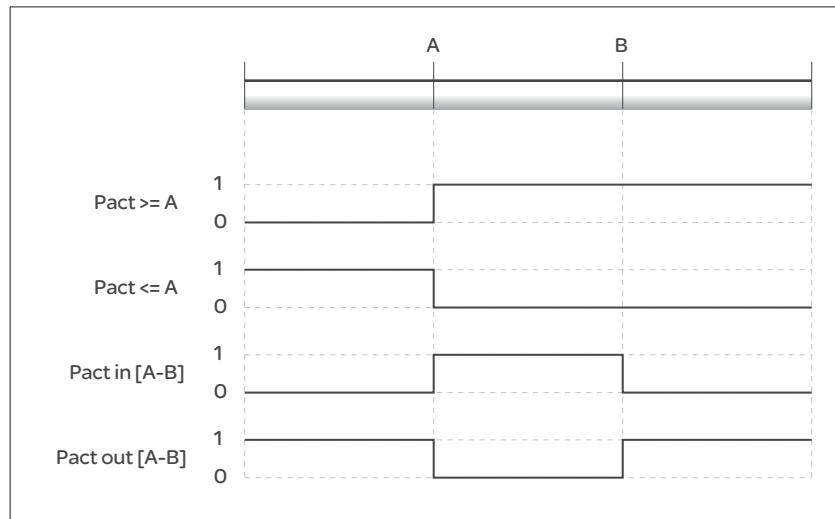 A B
Pact >= A 1
0
Pact <= A 1
0
Pact in [A-B] 1
0
Pact out [A-B] 1
0